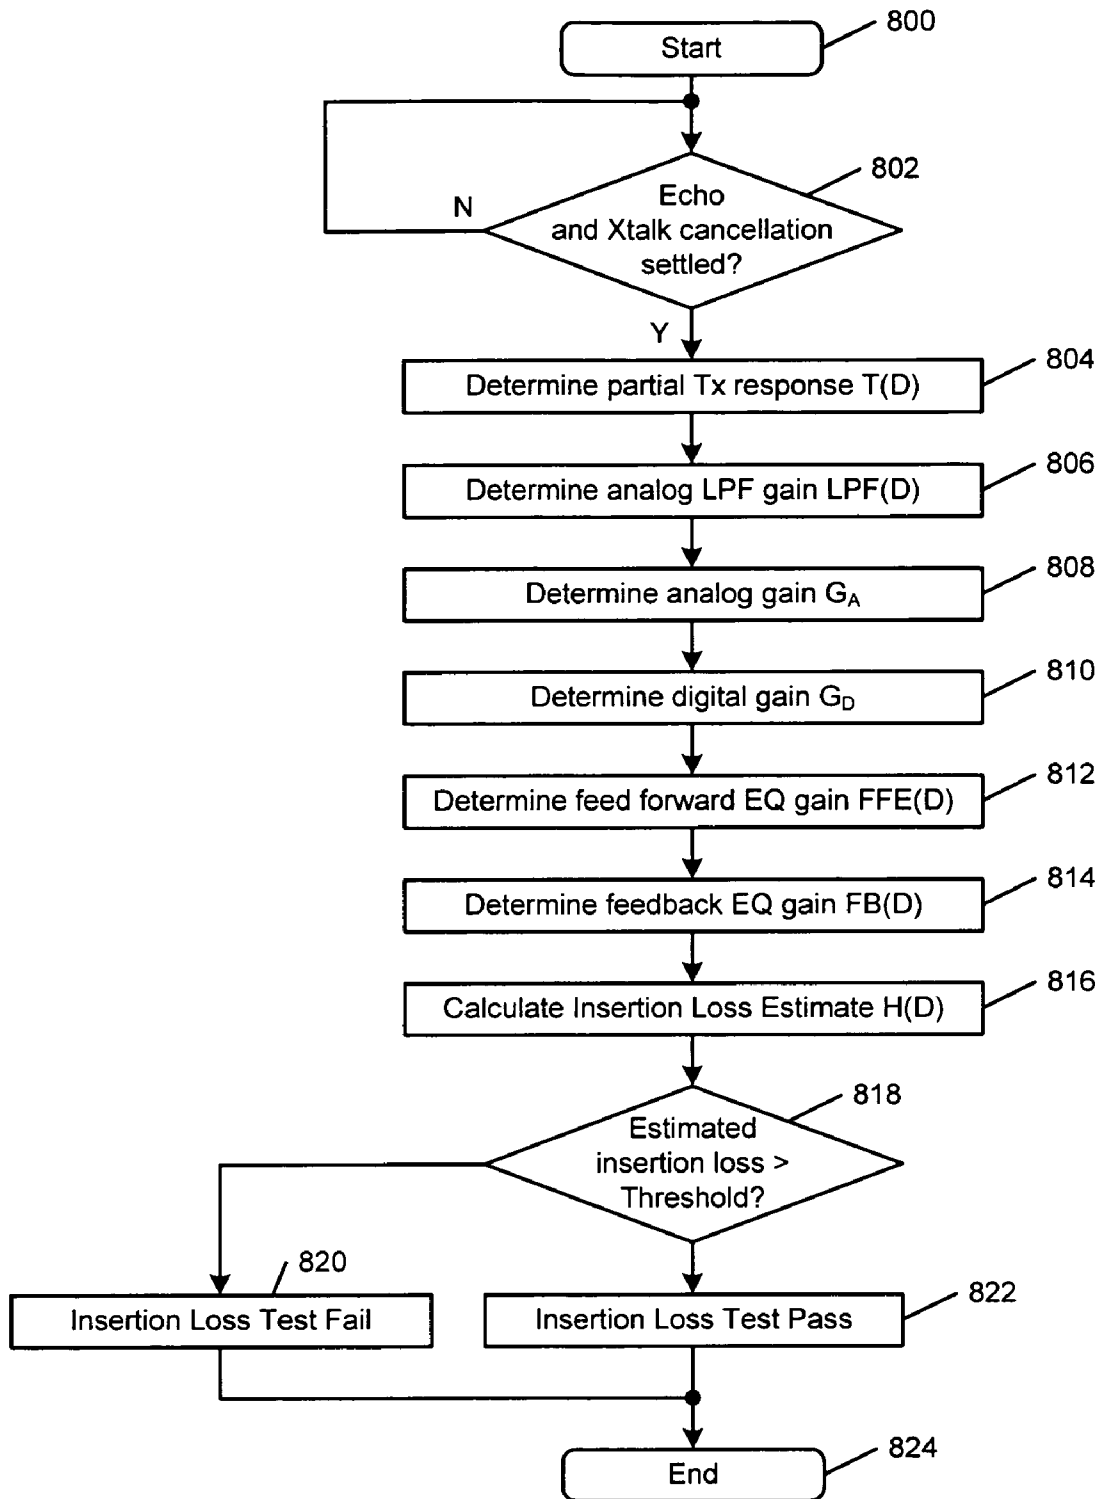 800
Start
802
Echo
and Xtalk cancellation
settled?
N
Y
804
Determine partial Tx response T(D)
806
Determine analog LPF gain LPF(D)
808
Determine analog gain G_A
810
Determine digital gain G_D
812
Determine feed forward EQ gain FFE(D)
814
Determine feedback EQ gain FB(D)
816
Calculate Insertion Loss Estimate H(D)
818
Estimated
insertion loss >
Threshold?
820
Insertion Loss Test Fail
822
Insertion Loss Test Pass
824
End